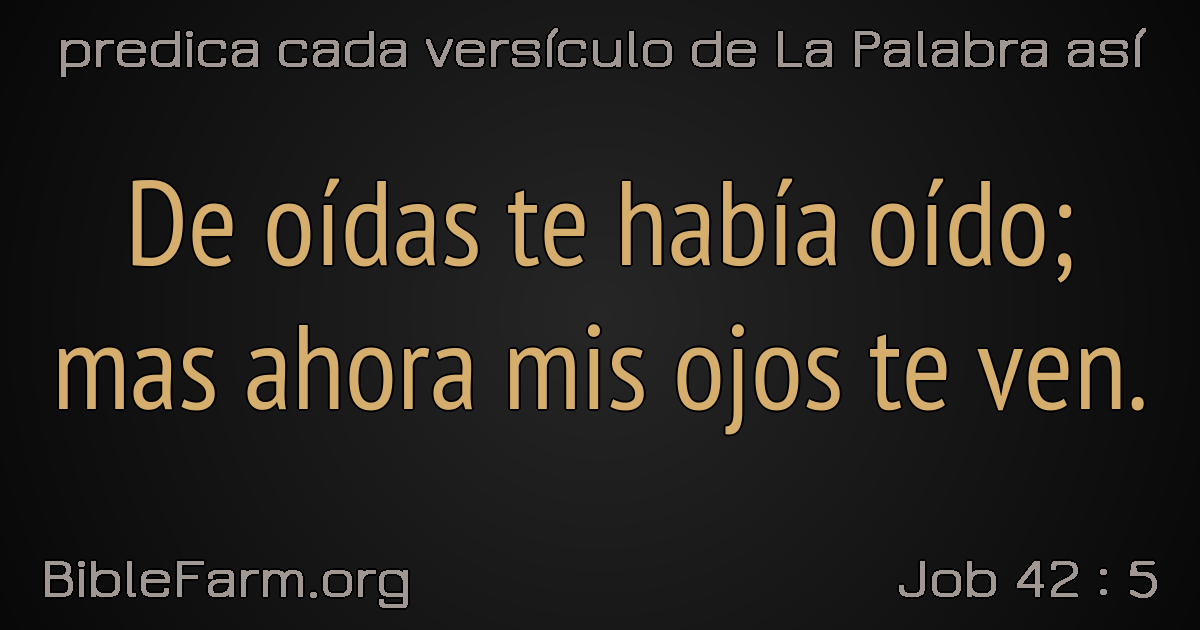 predica cada versículo de La Palabra así
De oídas te había oído;
mas ahora mis ojos te ven.
BibleFarm.org
Job 42 : 5